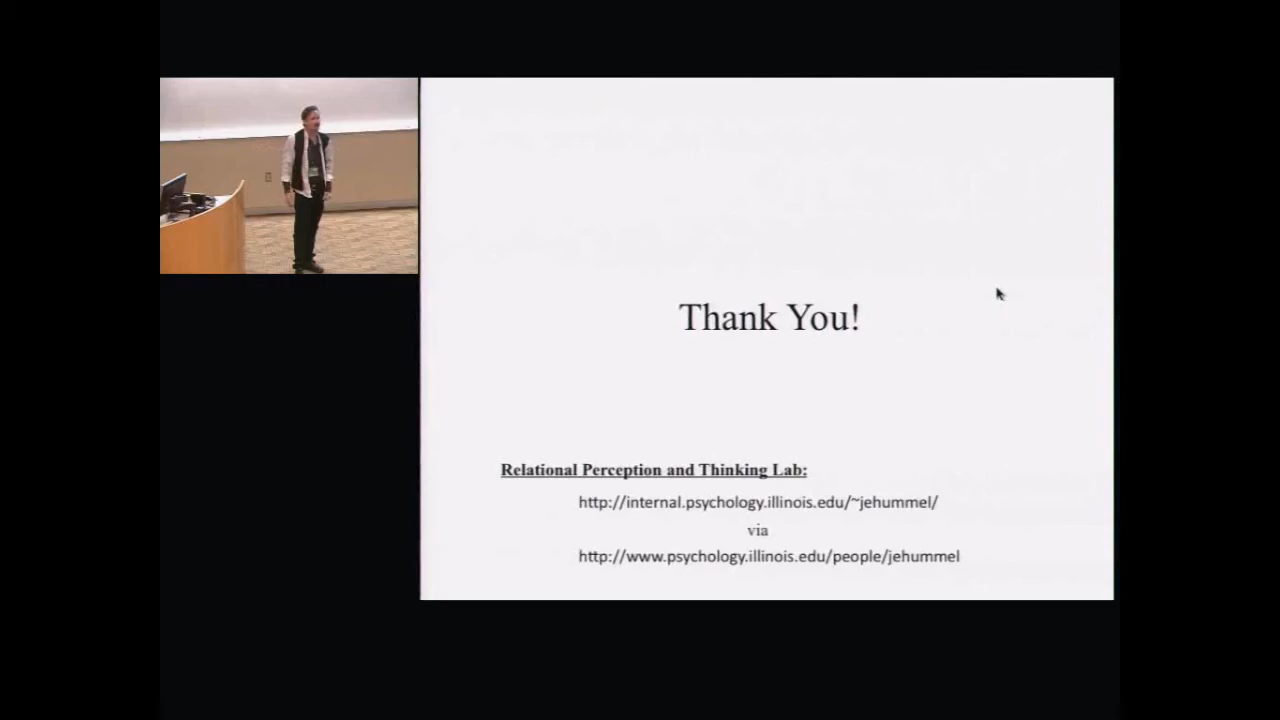 Thank You!
Relational Perception and Thinking Lab:
http://internal.psychology.illinois.edu/~jehummel/
via
http://www.psychology.illinois.edu/people/jehummel